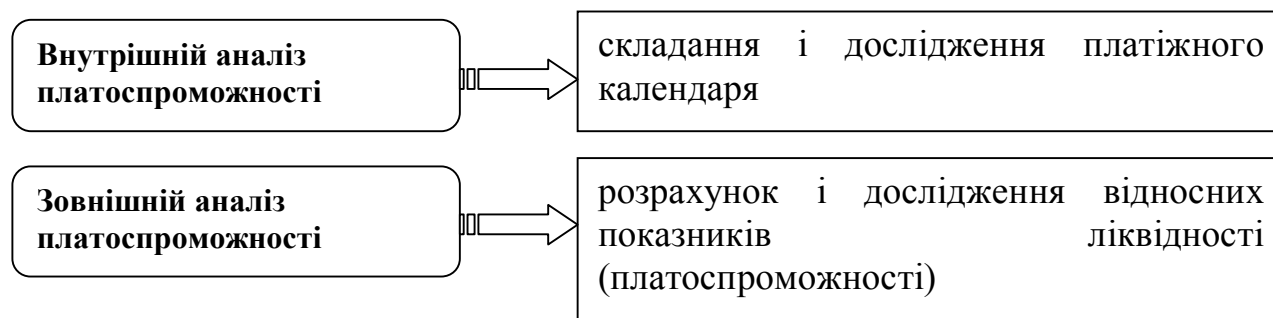 Внутрішній аналіз
платоспроможності
складання і дослідження платіжного
календаря
Зовнішній аналіз
платоспроможності
розрахунок і дослідження відносних
показників ліквідності
(платоспроможності)